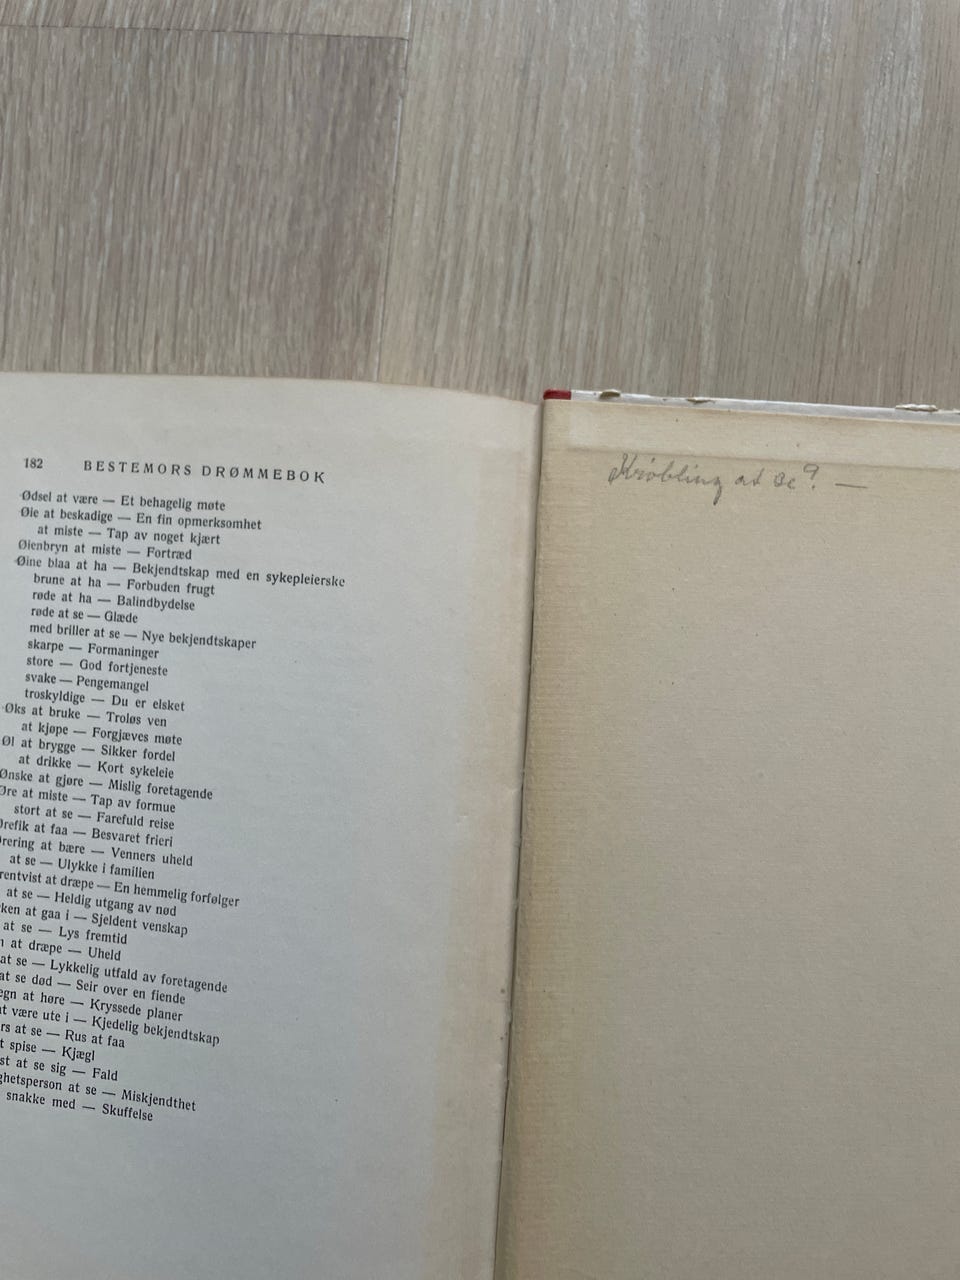 182 BESTEMORS DRØMMEBOK
Ødsel at være — Et behagelig møte
Øie at beskadige — En fin opmerksomhet
at miste — Tap av noget kjært
Øienbryn at miste — Fortræd
Øine blaa at ha — Bekjendtskap med en sykepleierske
brune at ha — Forbuden frugt
røde at ha — Balindbydelse
røde at se — Glæde
med briller at se — Nye bekjendtskaper
skarpe — Formaninger
store — God fortjeneste
svake — Pengemangel
troskyldige — Du er elsket
Øks at bruke — Troløs ven
at kjøpe — Forgjæves møte
Øl at brygge — Sikker fordel
at drikke — Kort sykeleie
Ønske at gjøre — Mislig foretagende
Øre at miste — Tap av formue
stort at se — Farefuld reise
Ørefik at faa — Besvaret frieri
Ørering at bære — Venners uheld
at se — Ulykke i familien
rentvist at dræpe — En hemmelig forfølger
at se — Heldig utgang av nød
ken at gaa i — Sjeldent venskap
at se — Lys fremtid
n at dræpe — Uheld
at se — Lykkelig utfald av foretagende
at se død — Seir over en fiende
egn at høre — Kryssede planer
at være ute i — Kjedelig bekjendtskap
rs at se — Rus at faa
t spise — Kjægl
st at se sig — Fald
ghetsperson at se — Miskjendthet
snakke med — Skuffelse
Krøbling at se? —